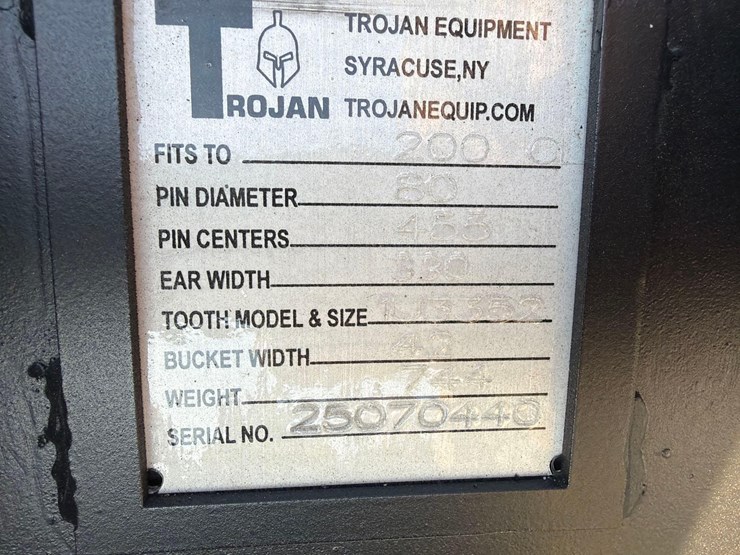 TROJAN
TROJAN EQUIPMENT
SYRACUSE,NY
TROJANEQUIP.COM
FITS TO 200 C
PIN DIAMETER 80
PIN CENTERS
EAR WIDTH
TOOTH MODEL & SIZE
BUCKET WIDTH
WEIGHT 744
SERIAL NO. 25070440